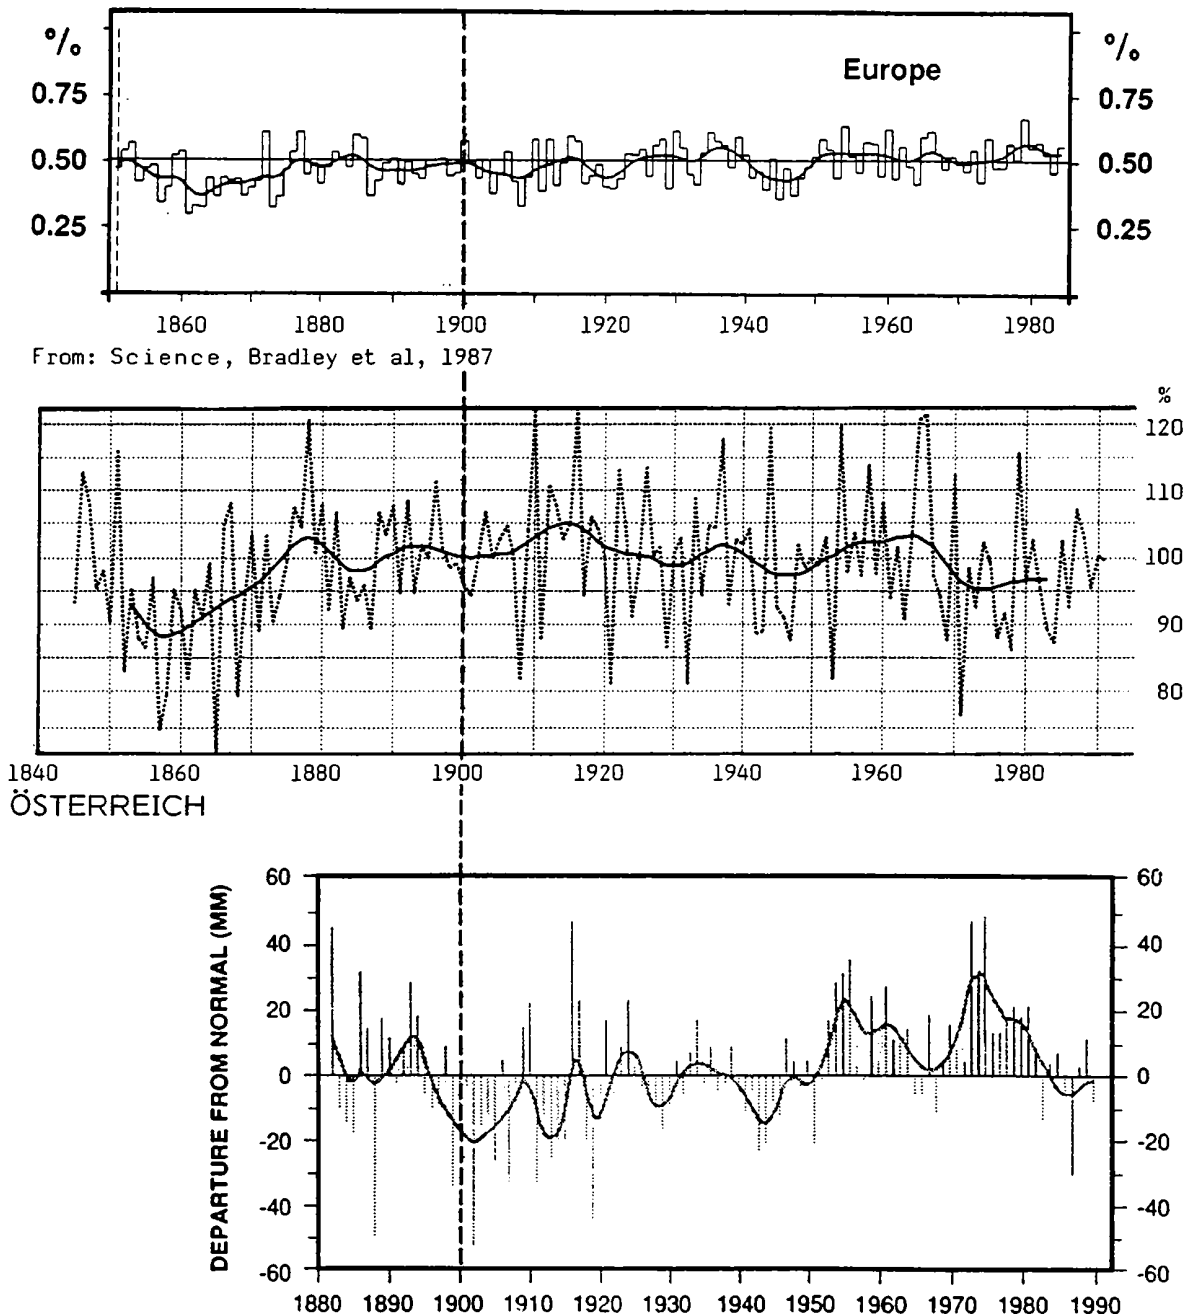 % %
Europe
0.75 0.75
0.50 0.50
0.25 0.25
1860 1880 1900 1920 1940 1960 1980
From: Science, Bradley et al, 1987
%
120
110
100
90
80
1840 1860 1880 1900 1920 1940 1960 1980
ÖSTERREICH
DEPARTURE FROM NORMAL (MM)
60 60
40 40
20 20
0 0
-20 -20
-40 -40
-60 -60
1880 1890 1900 1910 1920 1930 1940 1950 1960 1970 1980 1990